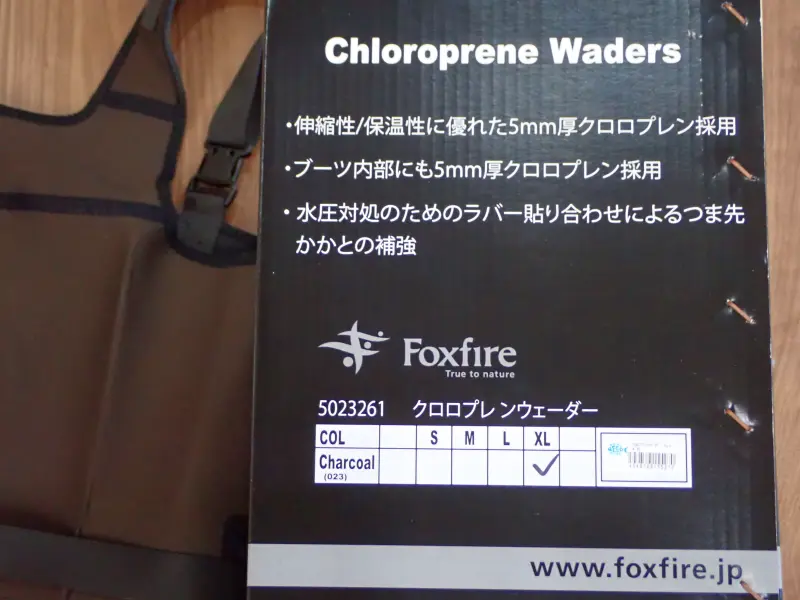 Chloroprene Waders
・伸縮性/保温性に優れた5mm厚クロロプレン採用
・ブーツ内部にも5mm厚クロロプレン採用
・水圧対処のためのラバー貼り合わせによるつま先
かかとの補強
Foxfire
True to nature
5023261 クロロプレンウェーダー
COL S M L XL
Charcoal ✓
(023)
www.foxfire.jp